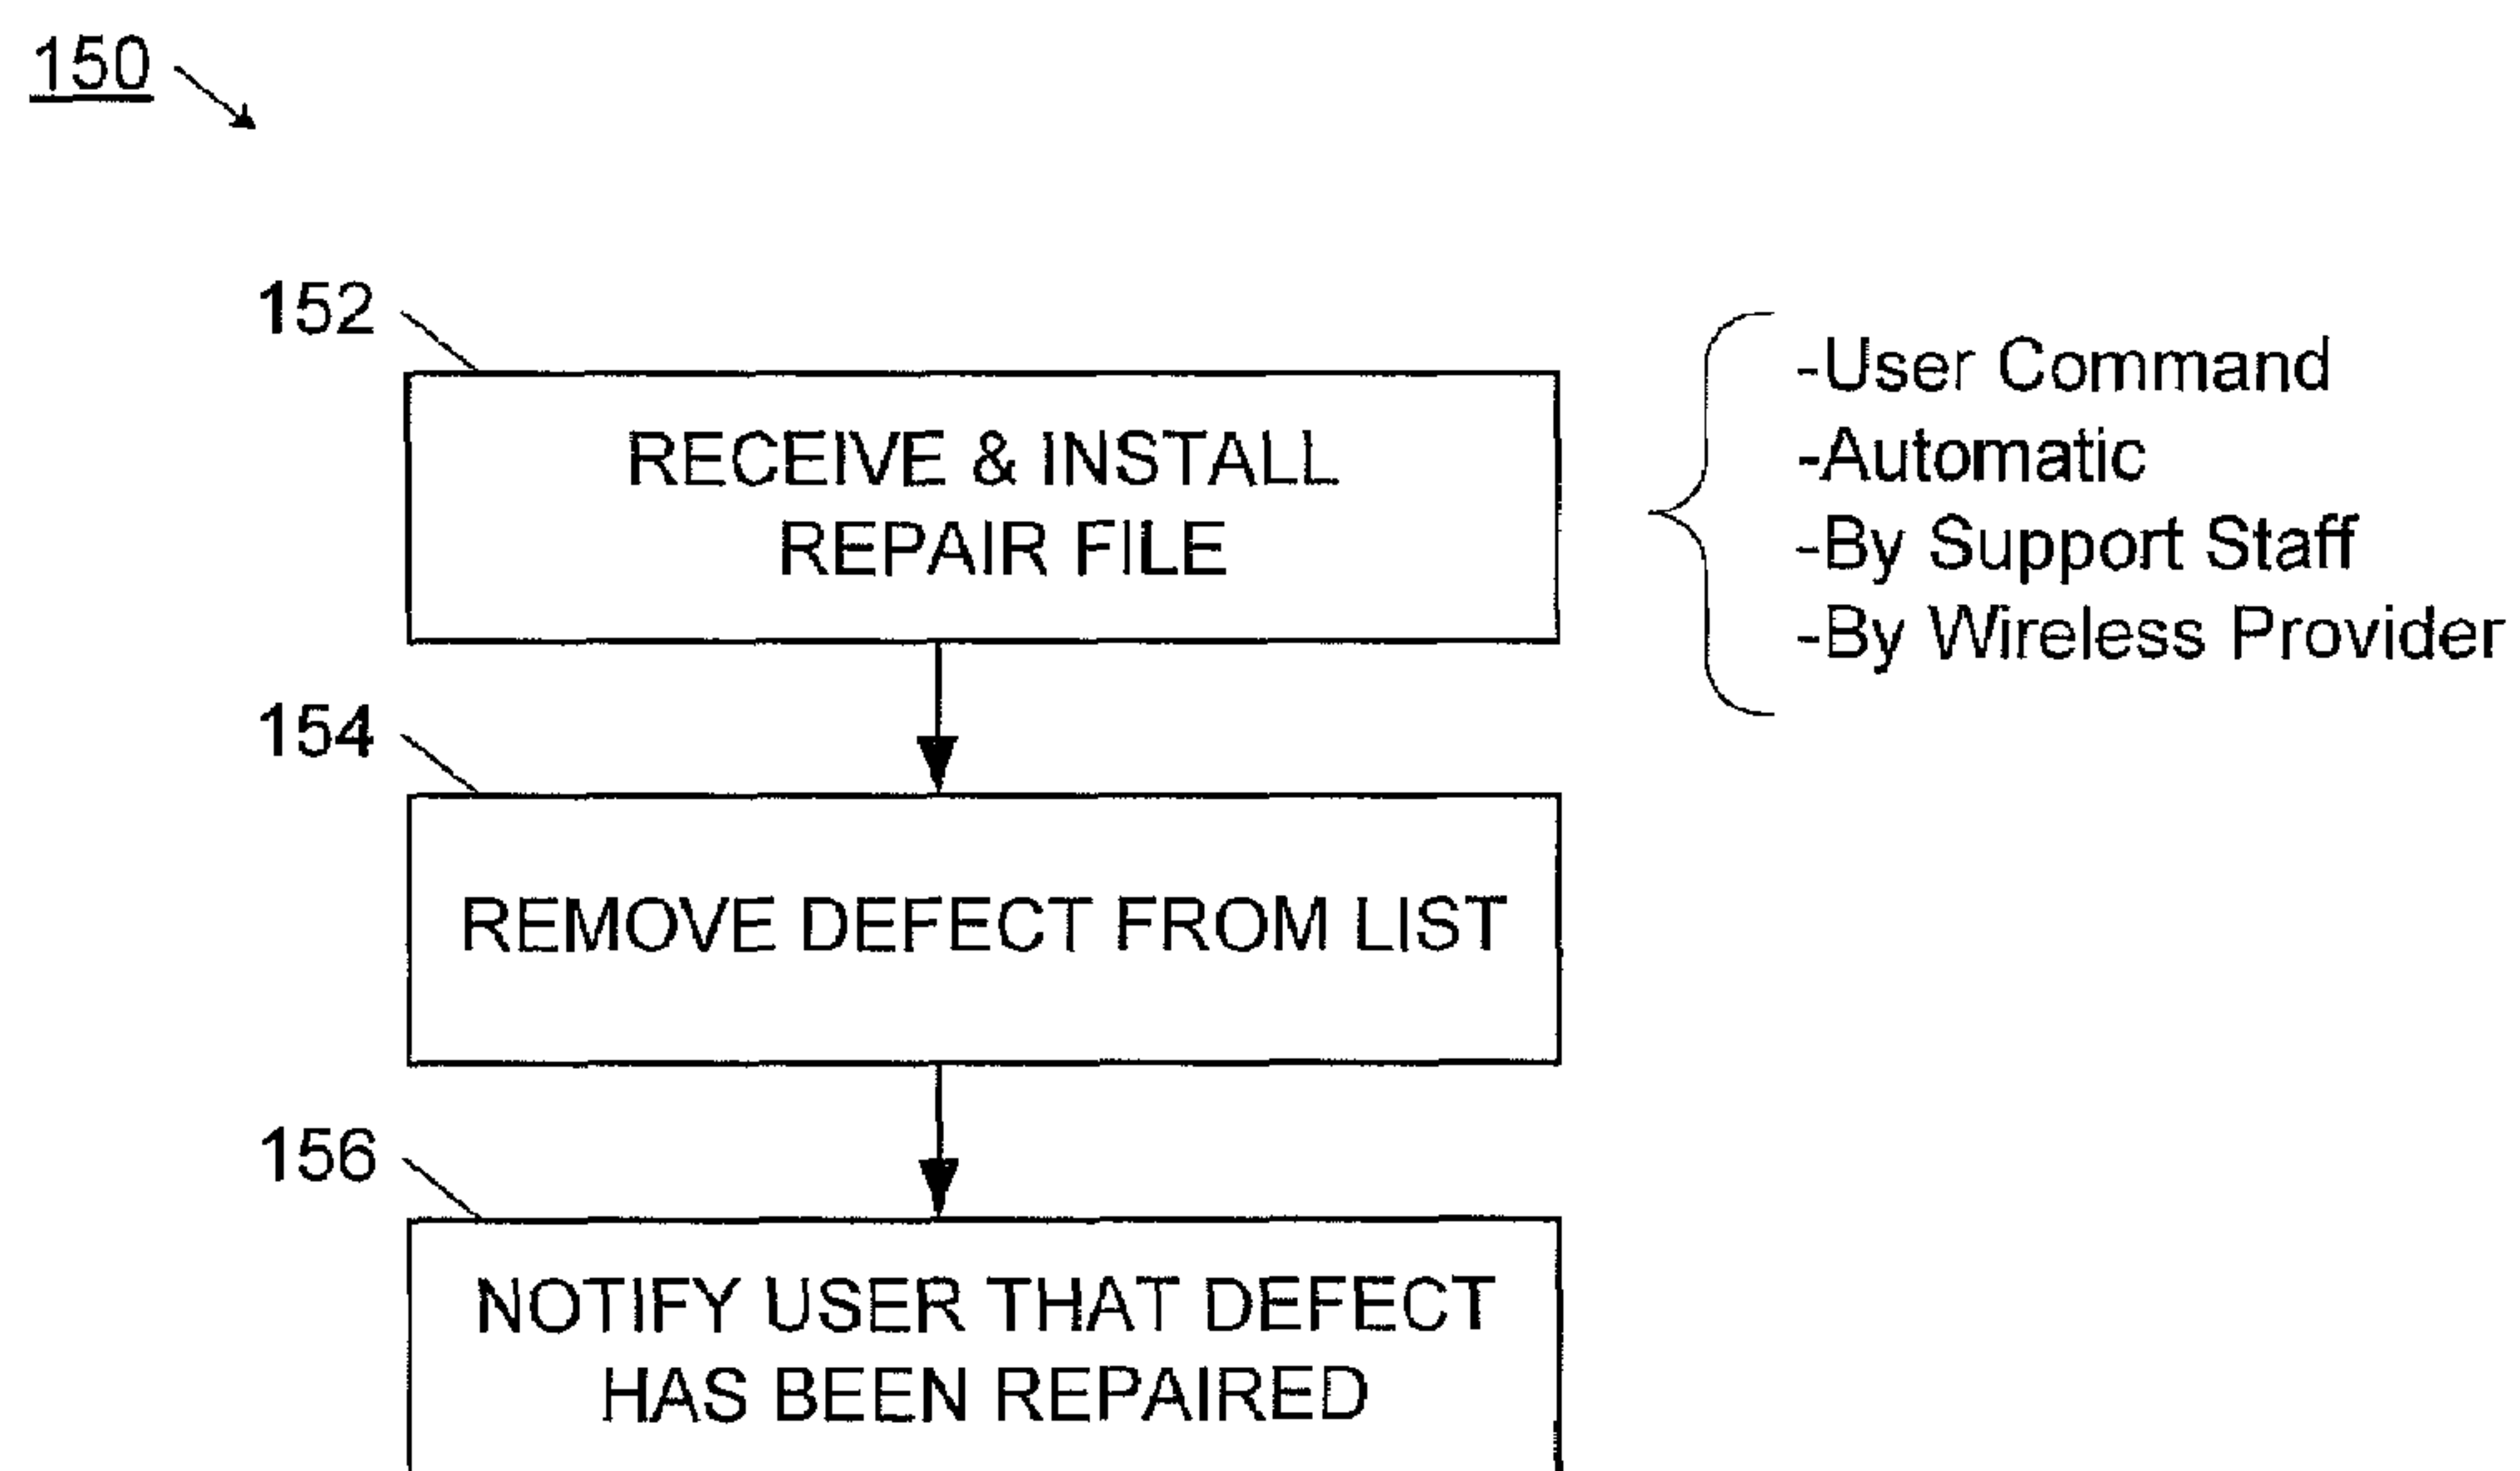 150
152
RECEIVE & INSTALL
REPAIR FILE
-User Command
-Automatic
-By Support Staff
-By Wireless Provider
154
REMOVE DEFECT FROM LIST
156
NOTIFY USER THAT DEFECT
HAS BEEN REPAIRED